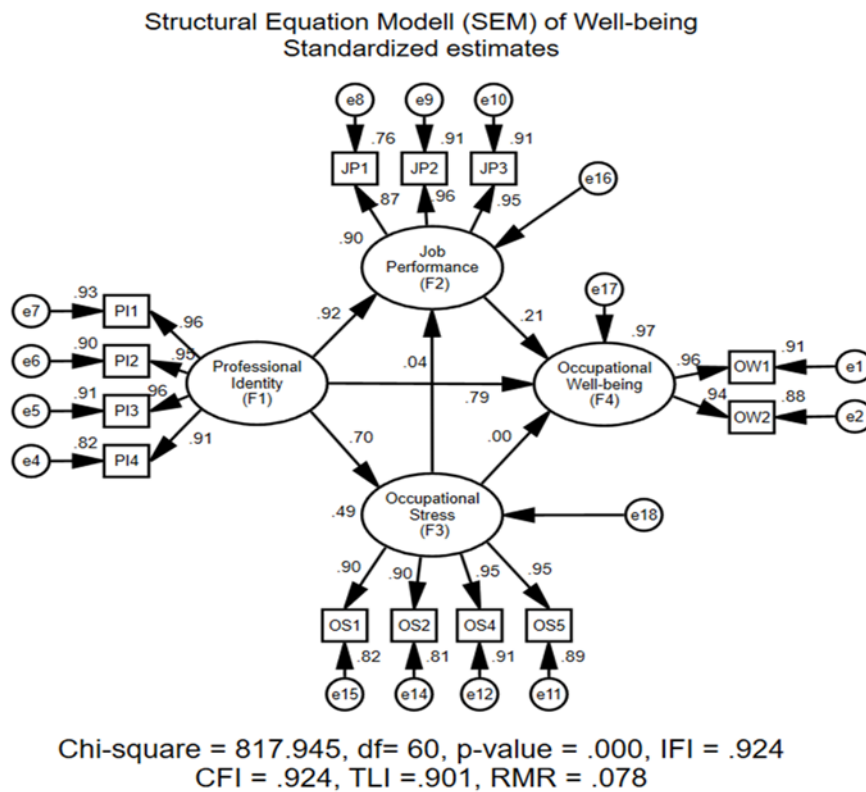 Structural Equation Modell (SEM) of Well-being
Standardized estimates
e8
e9
e10
.76
.91
.91
JP1
JP2
JP3
e16
.87
.96
.95
.90
Job
Performance
(F2)
e17
.93
e7
PI1
.96
.92
.21
.97
.90
e6
PI2
.95
Professional
Identity
(F1)
.04
Occupational
Well-being
(F4)
.96
OW1
.91
e1
.91
e5
PI3
.96
.79
.94
OW2
.88
e2
.82
e4
PI4
.91
.70
.00
.49
Occupational
Stress
(F3)
e18
.90
.90
.95
.95
OS1
OS2
OS4
OS5
.82
.81
.91
.89
e15
e14
e12
e11
Chi-square = 817.945, df= 60, p-value = .000, IFI = .924
CFI = .924, TLI =.901, RMR = .078